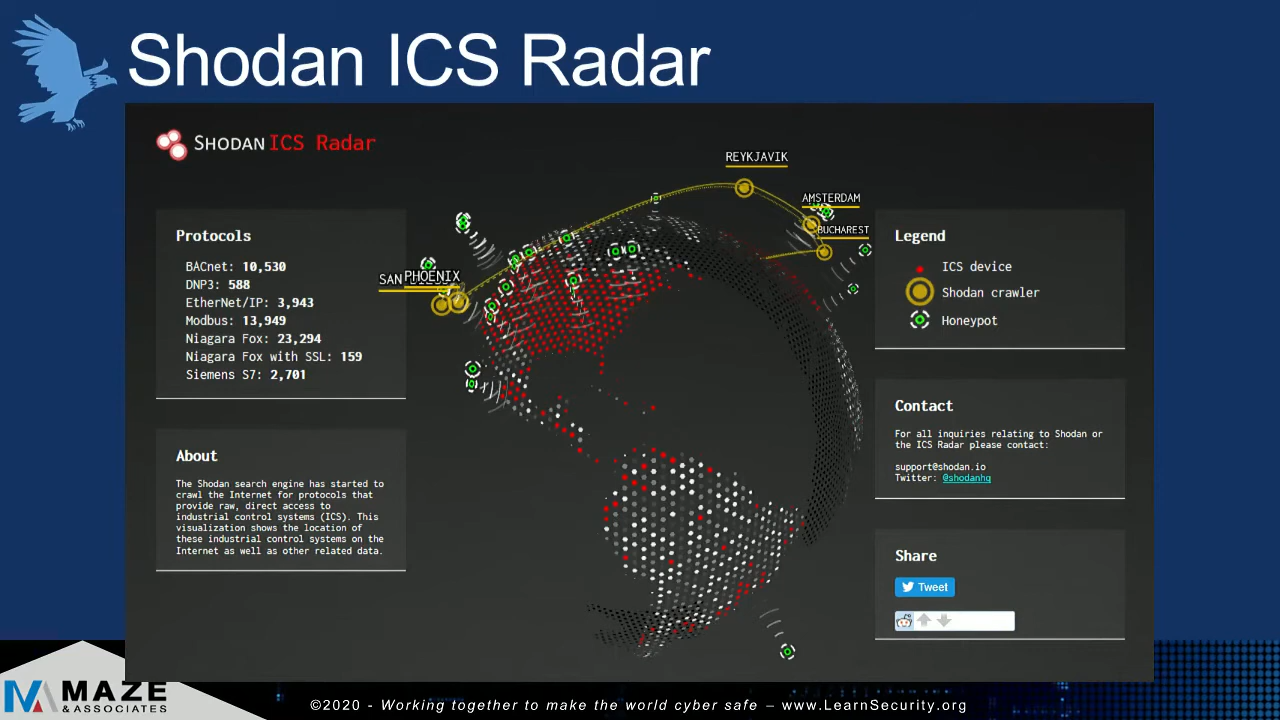 Shodan ICS Radar
SHODAN ICS Radar
REYKJAVIK
AMSTERDAM
BUCHAREST
SAN
PHOENIX
Protocols
BACnet: 10,530
DNP3: 588
EtherNet/IP: 3,943
Modbus: 13,949
Niagara Fox: 23,294
Niagara Fox with SSL: 159
Siemens S7: 2,701
About
The Shodan search engine has started to
crawl the Internet for protocols that
provide raw, direct access to
industrial control systems (ICS). This
visualization shows the location of
these industrial control systems on the
Internet as well as other related data.
Legend
ICS device
Shodan crawler
Honeypot
Contact
For all inquiries relating to Shodan or
the ICS Radar please contact:
support@shodan.io
Twitter: @shodanhq
Share
Tweet
MAZE
& ASSOCIATES
©2020 - Working together to make the world cyber safe – www.LearnSecurity.org